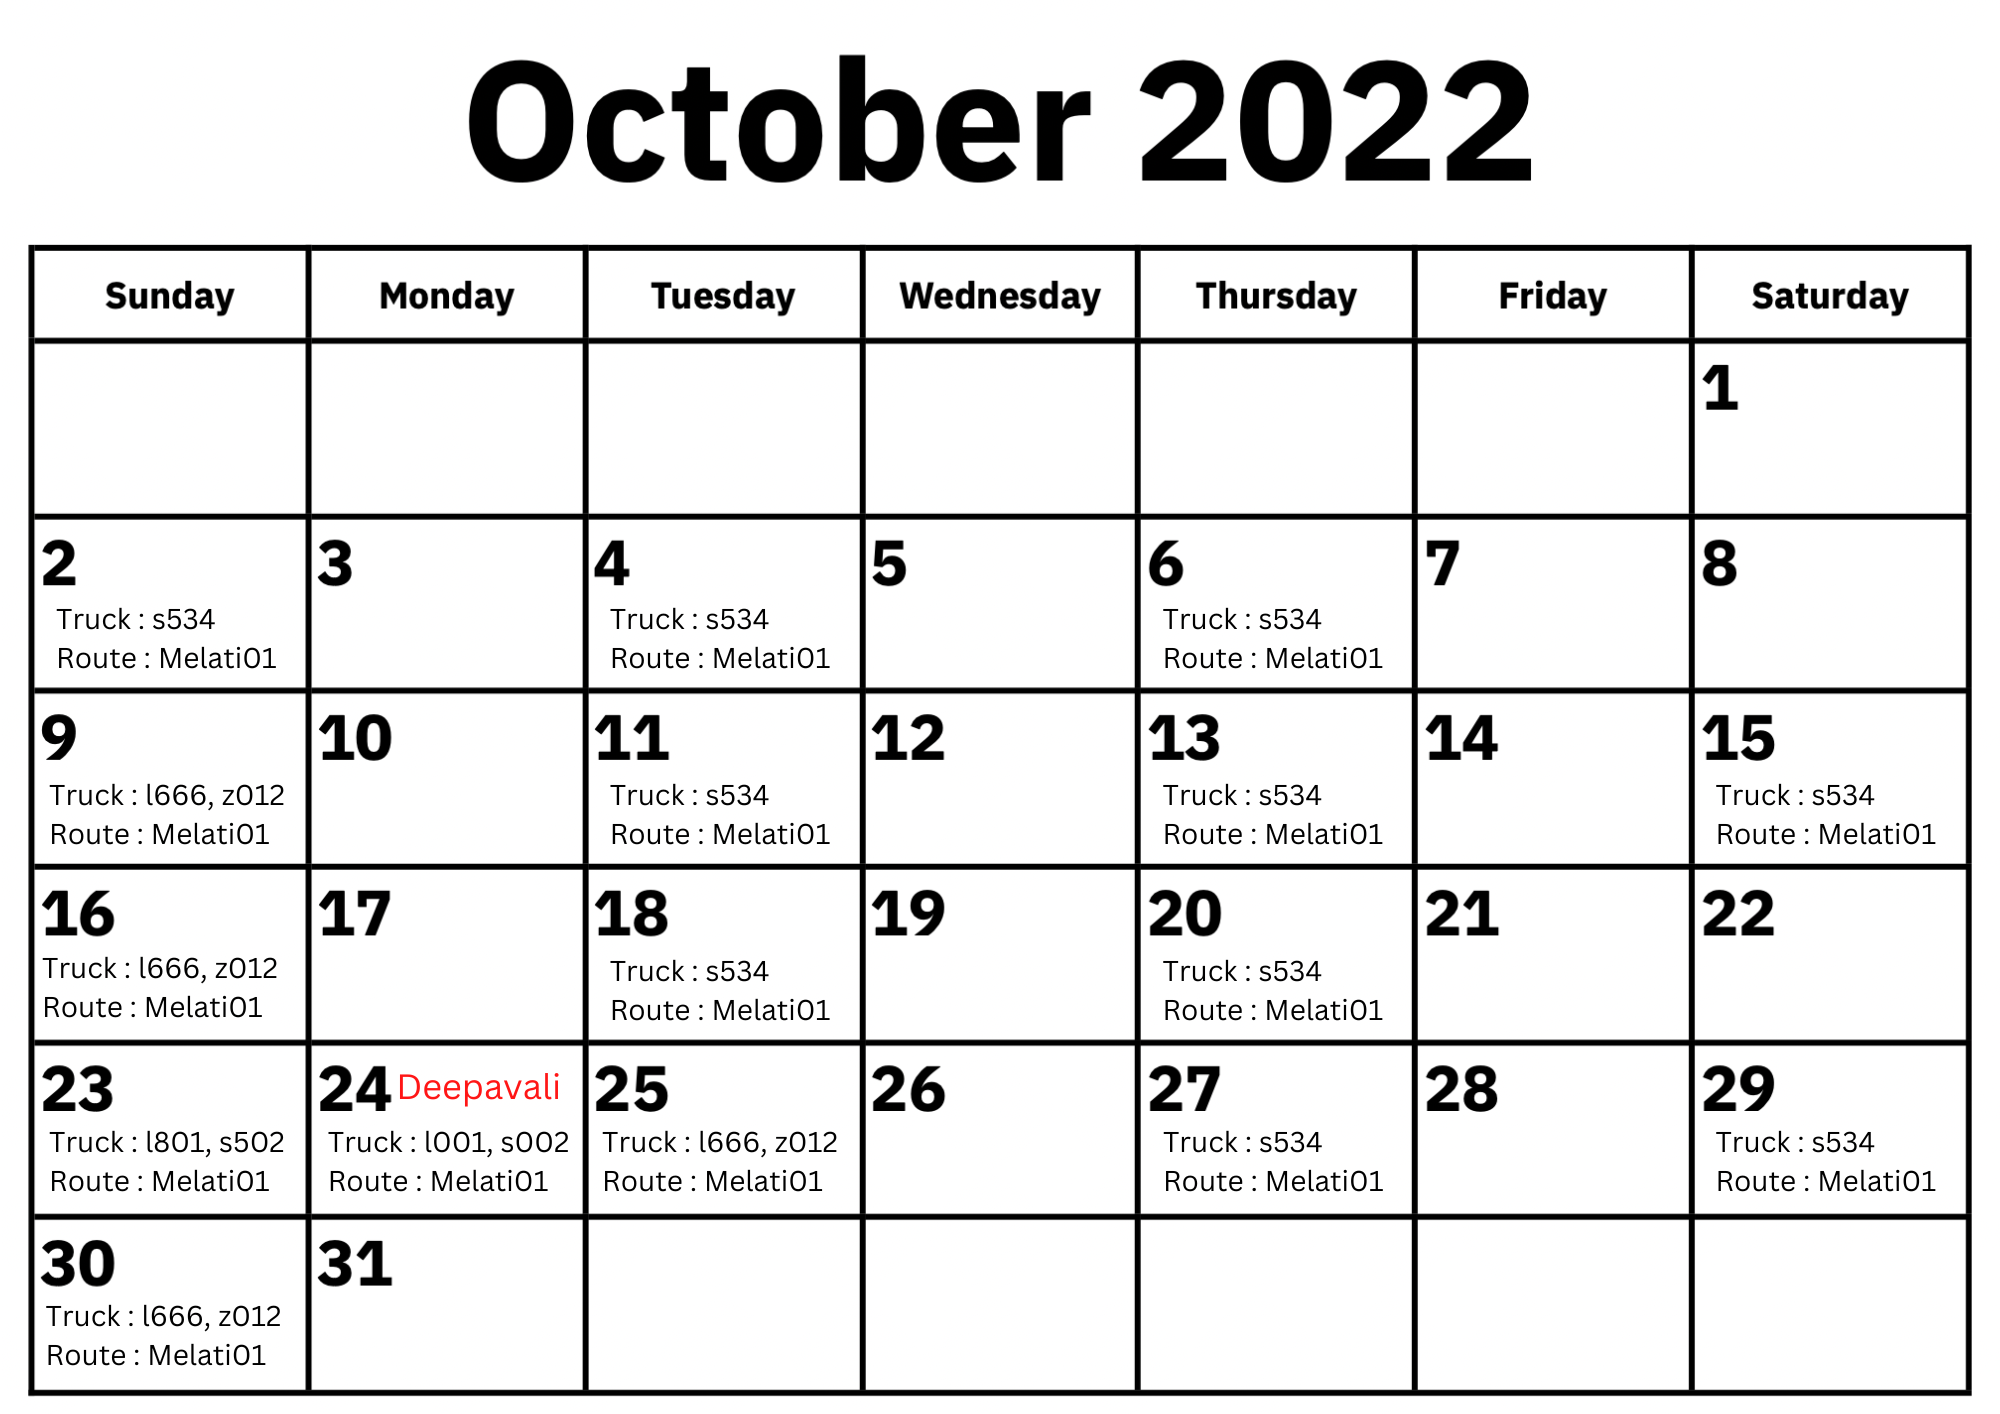 October 2022
Sunday Monday Tuesday Wednesday Thursday Friday Saturday
1
2 3 4 5 6 7 8
Truck : s534 Truck : s534 Truck : s534
Route : Melati01 Route : Melati01 Route : Melati01
9 10 11 12 13 14 15
Truck : l666, z012 Truck : s534 Truck : s534 Truck : s534
Route : Melati01 Route : Melati01 Route : Melati01 Route : Melati01
16 17 18 19 20 21 22
Truck : l666, z012 Truck : s534 Truck : s534
Route : Melati01 Route : Melati01 Route : Melati01
23 24 Deepavali 25 26 27 28 29
Truck : l801, s502 Truck : l001, s002 Truck : l666, z012 Truck : s534 Truck : s534
Route : Melati01 Route : Melati01 Route : Melati01 Route : Melati01 Route : Melati01
30 31
Truck : l666, z012
Route : Melati01